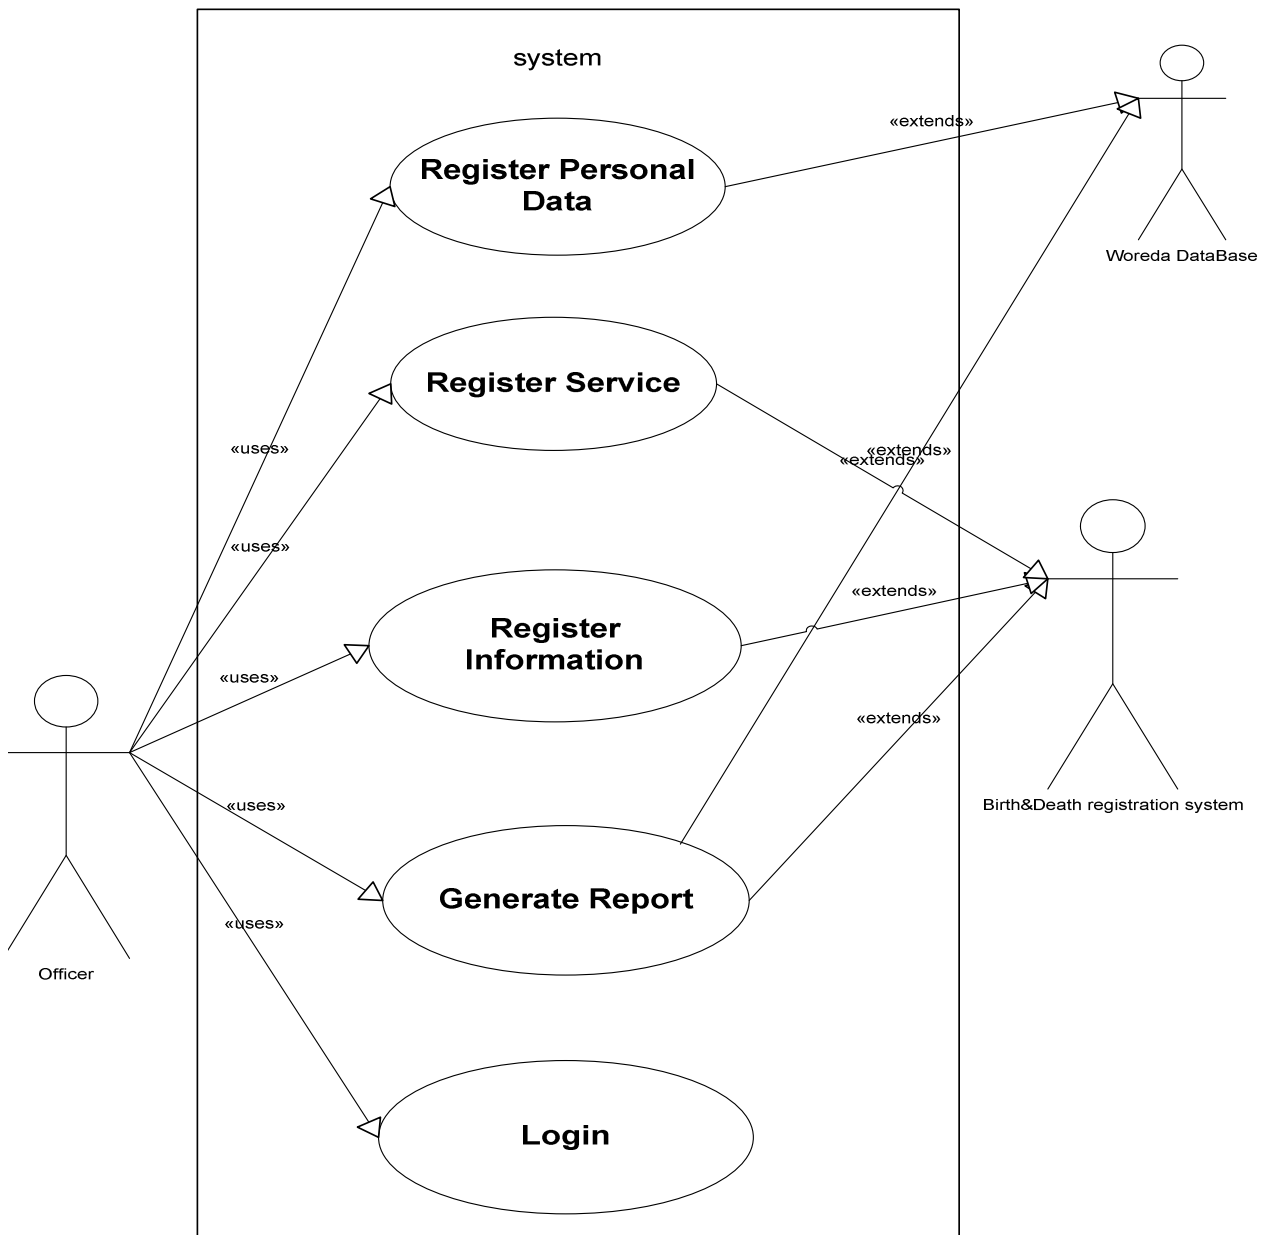 system
«extends»
Register Personal
Data
Woreda DataBase
Register Service
«uses»
«extends»
«extends»
«uses»
«extends»
Register
Information
«uses»
«extends»
«uses»
Birth&Death registration system
Generate Report
«uses»
Officer
Login